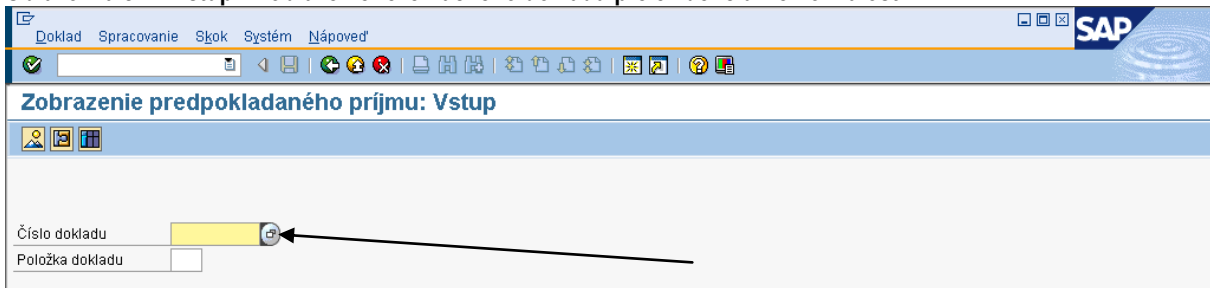 Doklad Spracovanie Skok Systém Nápoveď
SAP
Zobrazenie predpokladaného príjmu: Vstup
Číslo dokladu
Položka dokladu